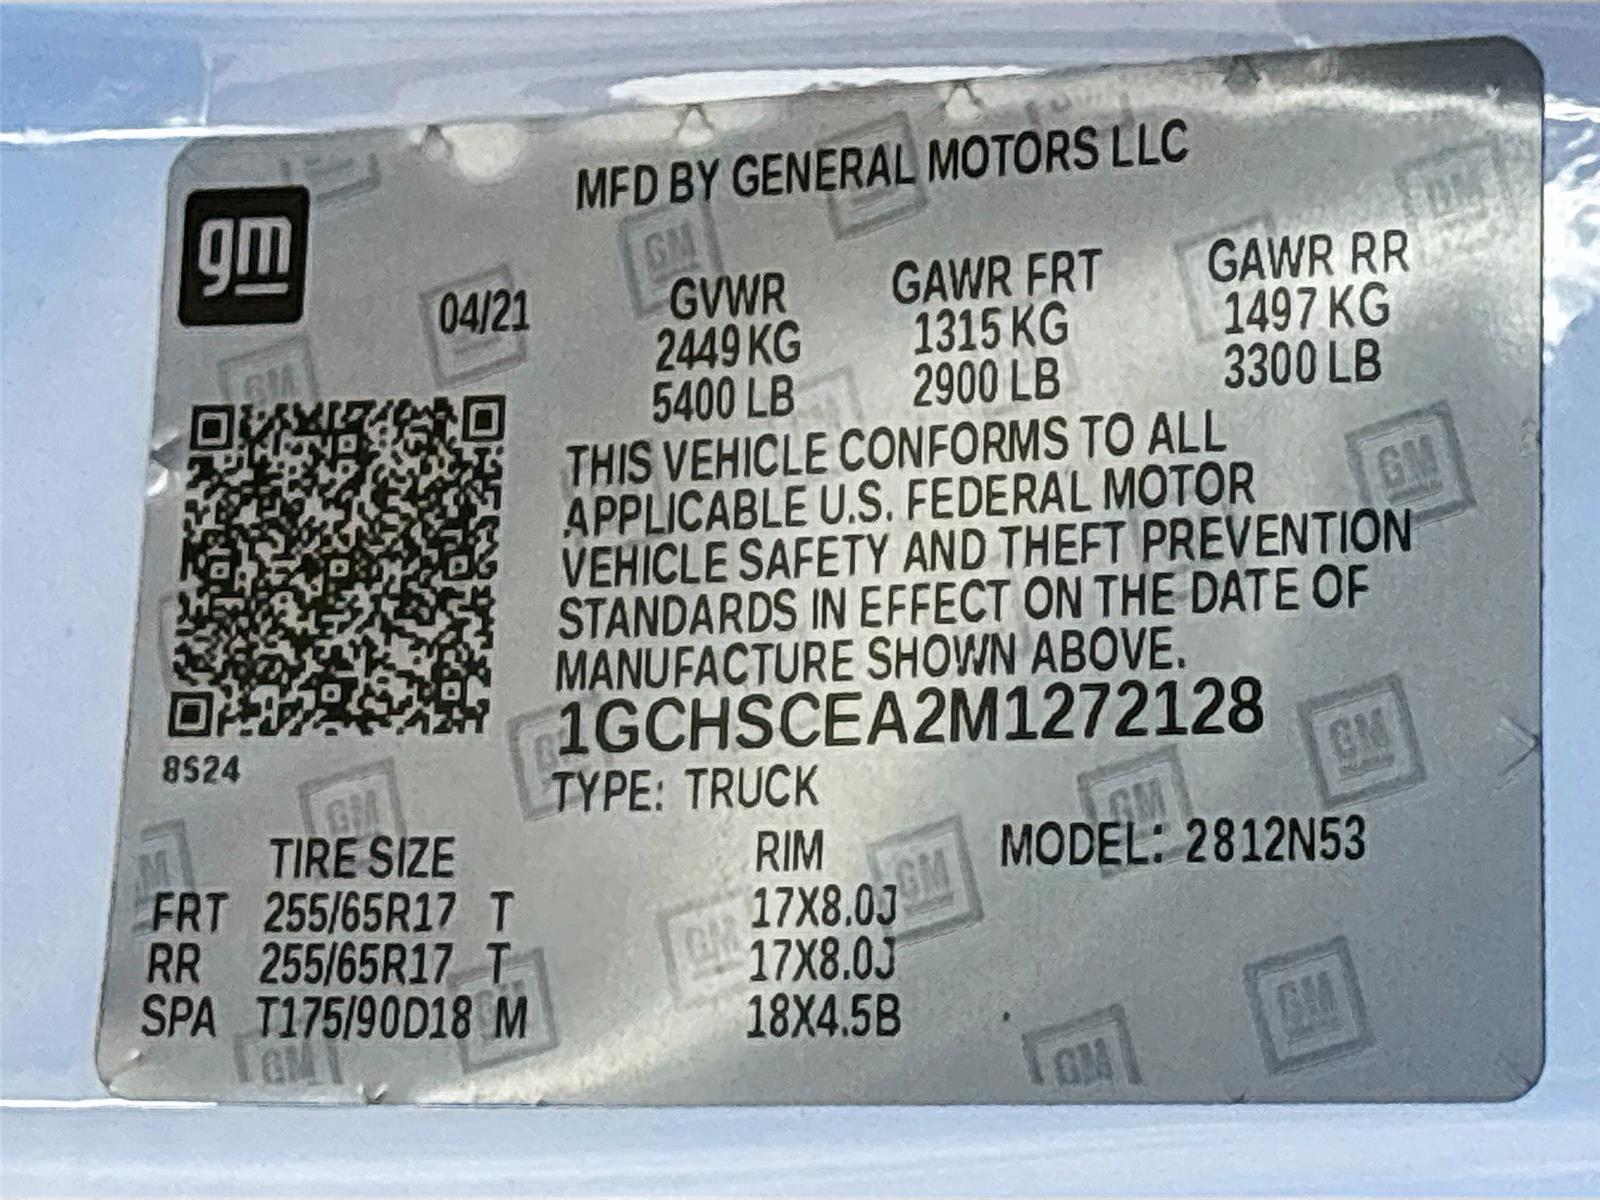 MFD BY GENERAL MOTORS LLC
gm
04/21
GVWR GAWR FRT GAWR RR
2449 KG 1315 KG 1497 KG
5400 LB 2900 LB 3300 LB
THIS VEHICLE CONFORMS TO ALL
APPLICABLE U.S. FEDERAL MOTOR
VEHICLE SAFETY AND THEFT PREVENTION
STANDARDS IN EFFECT ON THE DATE OF
MANUFACTURE SHOWN ABOVE.
1GCHSCEA2M1272128
8S24
TYPE: TRUCK
TIRE SIZE RIM MODEL: 2812N53
FRT 255/65R17 T 17X8.0J
RR 255/65R17 T 17X8.0J
SPA T175/90D18 M 18X4.5B